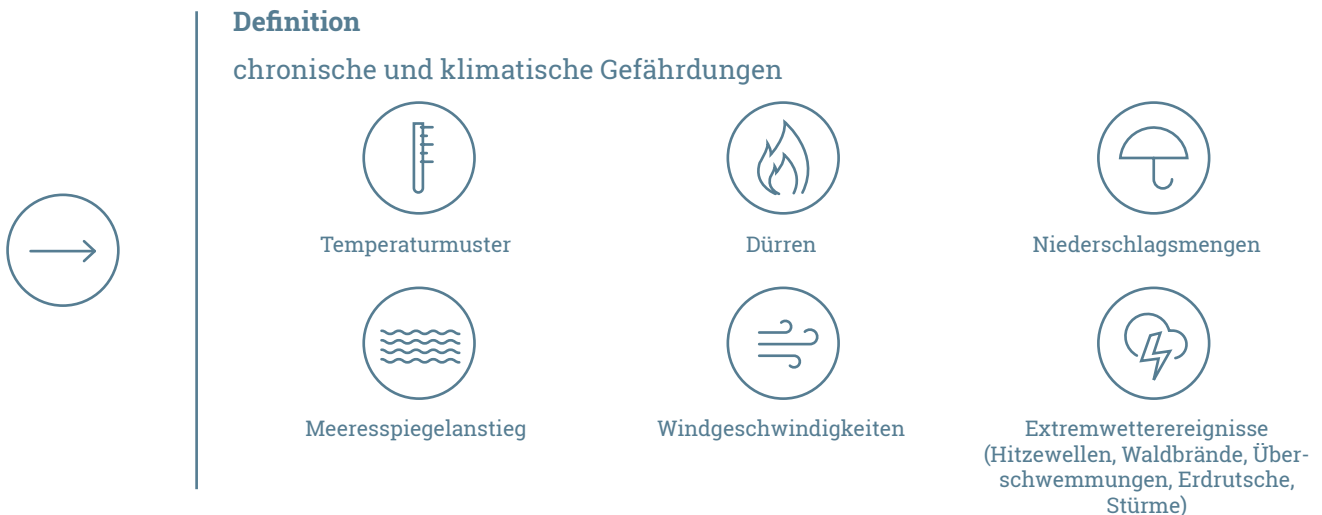 Definition
chronische und klimatische Gefährdungen
Temperaturmuster
Dürren
Niederschlagsmengen
Meeresspiegelanstieg
Windgeschwindigkeiten
Extremwetterereignisse
(Hitzewellen, Waldbrände, Über-
schwemmungen, Erdrutsche,
Stürme)